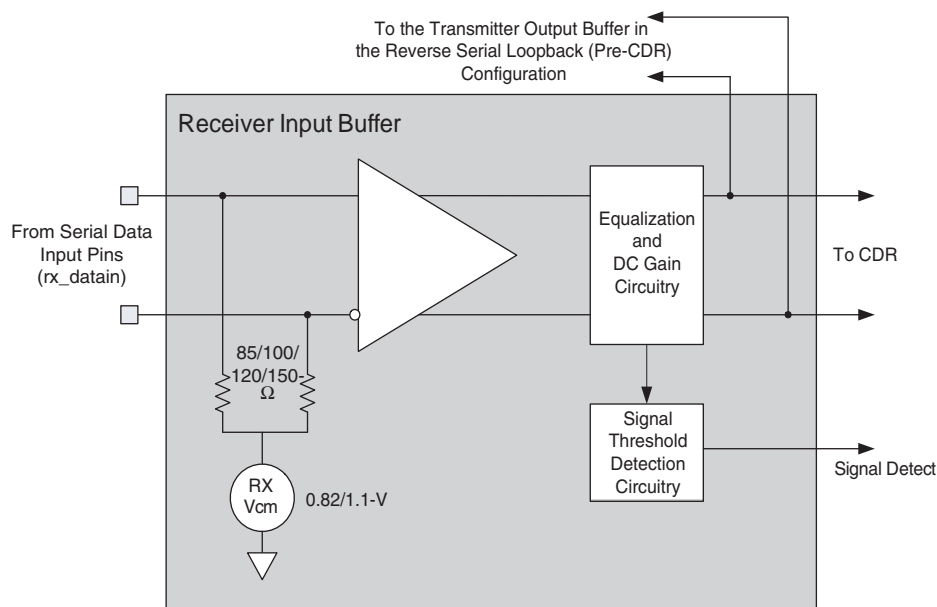 To the Transmitter Output Buffer in
the Reverse Serial Loopback (Pre-CDR)
Configuration
Receiver Input Buffer
From Serial Data
Input Pins
(rx_datain)
Equalization
and
DC Gain
Circuitry
To CDR
85/100/
120/150-
Ω
Signal
Threshold
Detection
Circuitry
Signal Detect
RX
Vcm
0.82/1.1-V